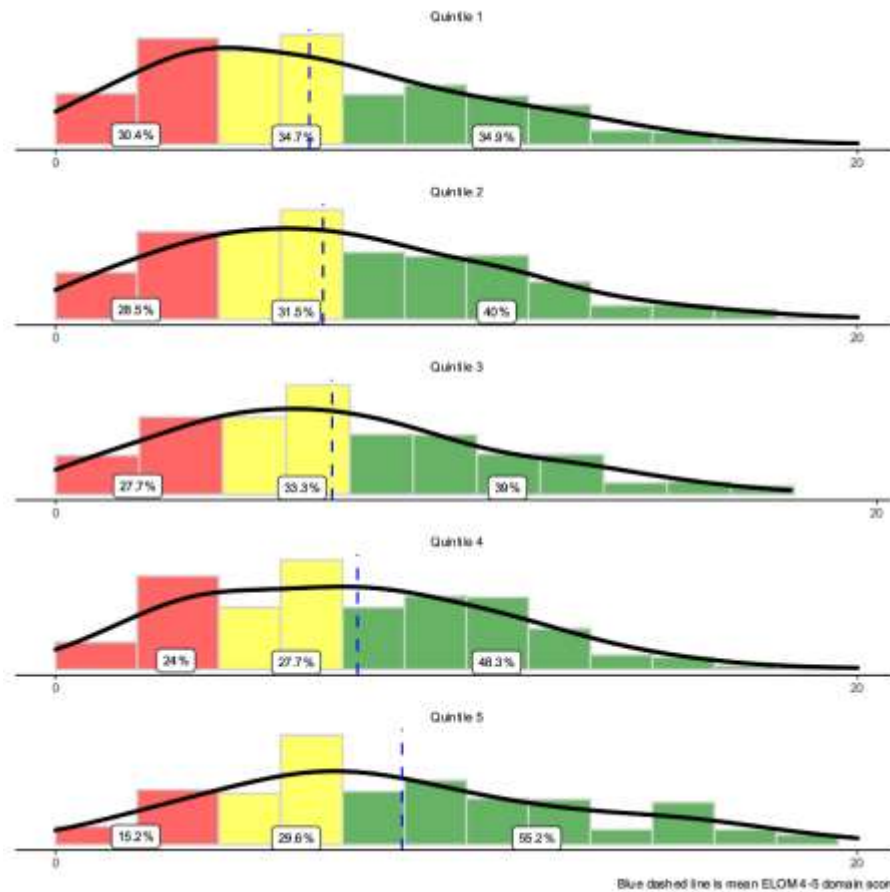 Quintile 1
30.4% 34.7% 34.9%
0 20
Quintile 2
28.5% 31.5% 40%
0 20
Quintile 3
27.7% 33.3% 39%
0 20
Quintile 4
24% 27.7% 48.3%
0 20
Quintile 5
15.2% 29.6% 55.2%
0 20
Blue dashed line is mean ELOM 4-5 domain score